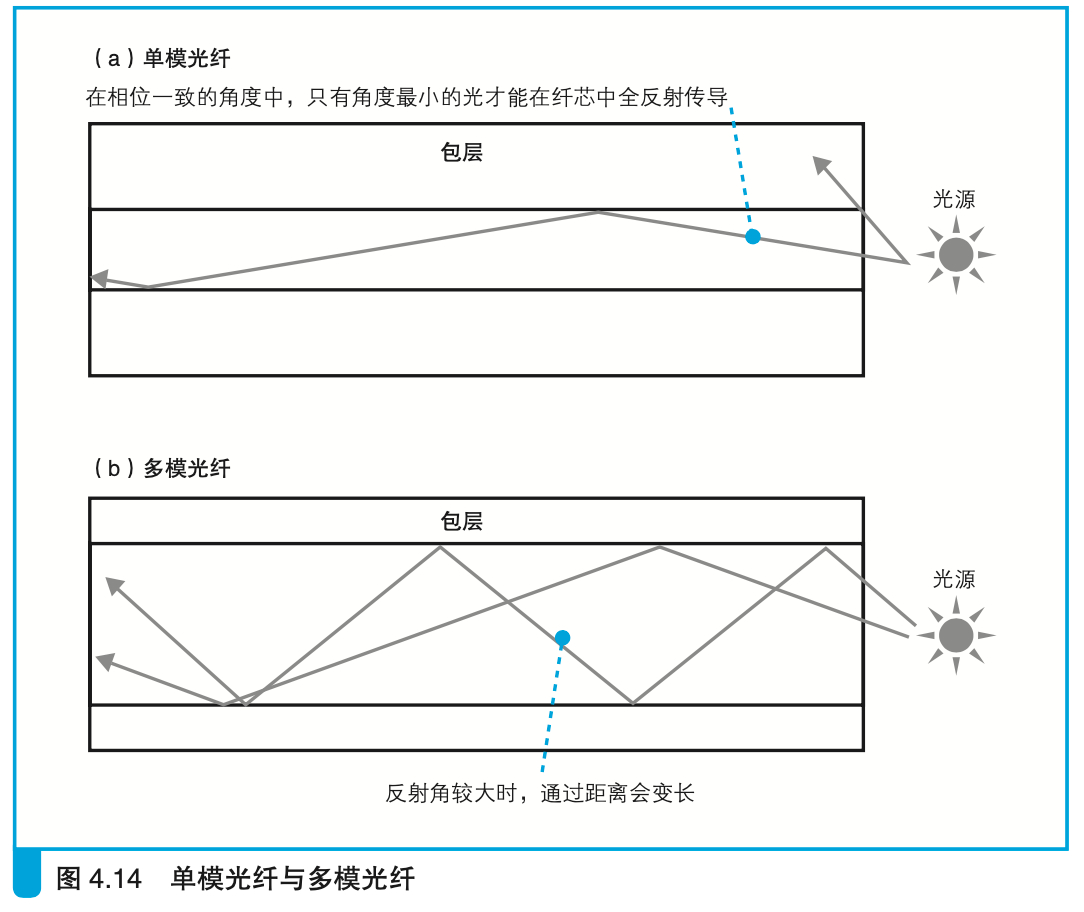 （a）单模光纤
在相位一致的角度中，只有角度最小的光才能在纤芯中全反射传导
包层
光源
（b）多模光纤
包层
光源
反射角较大时，通过距离会变长
图 4.14 单模光纤与多模光纤